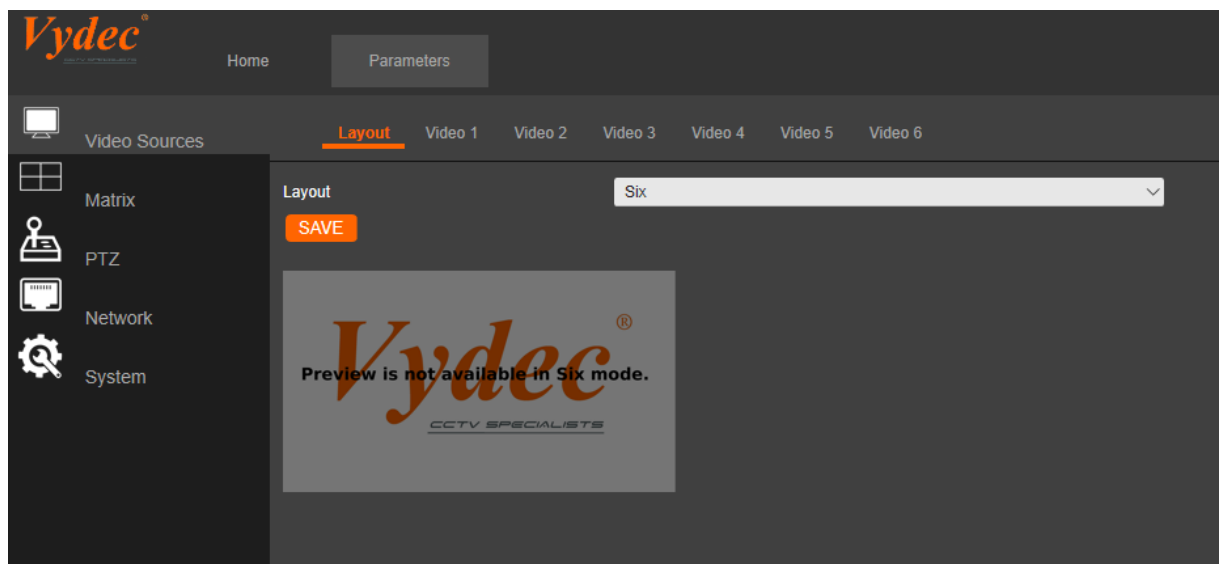 Vydec®
Home
Parameters
Video Sources
Layout
Video 1
Video 2
Video 3
Video 4
Video 5
Video 6
Matrix
PTZ
Network
System
Layout
Six
SAVE
Vydec®
Preview is not available in Six mode.
CCTV SPECIALISTS